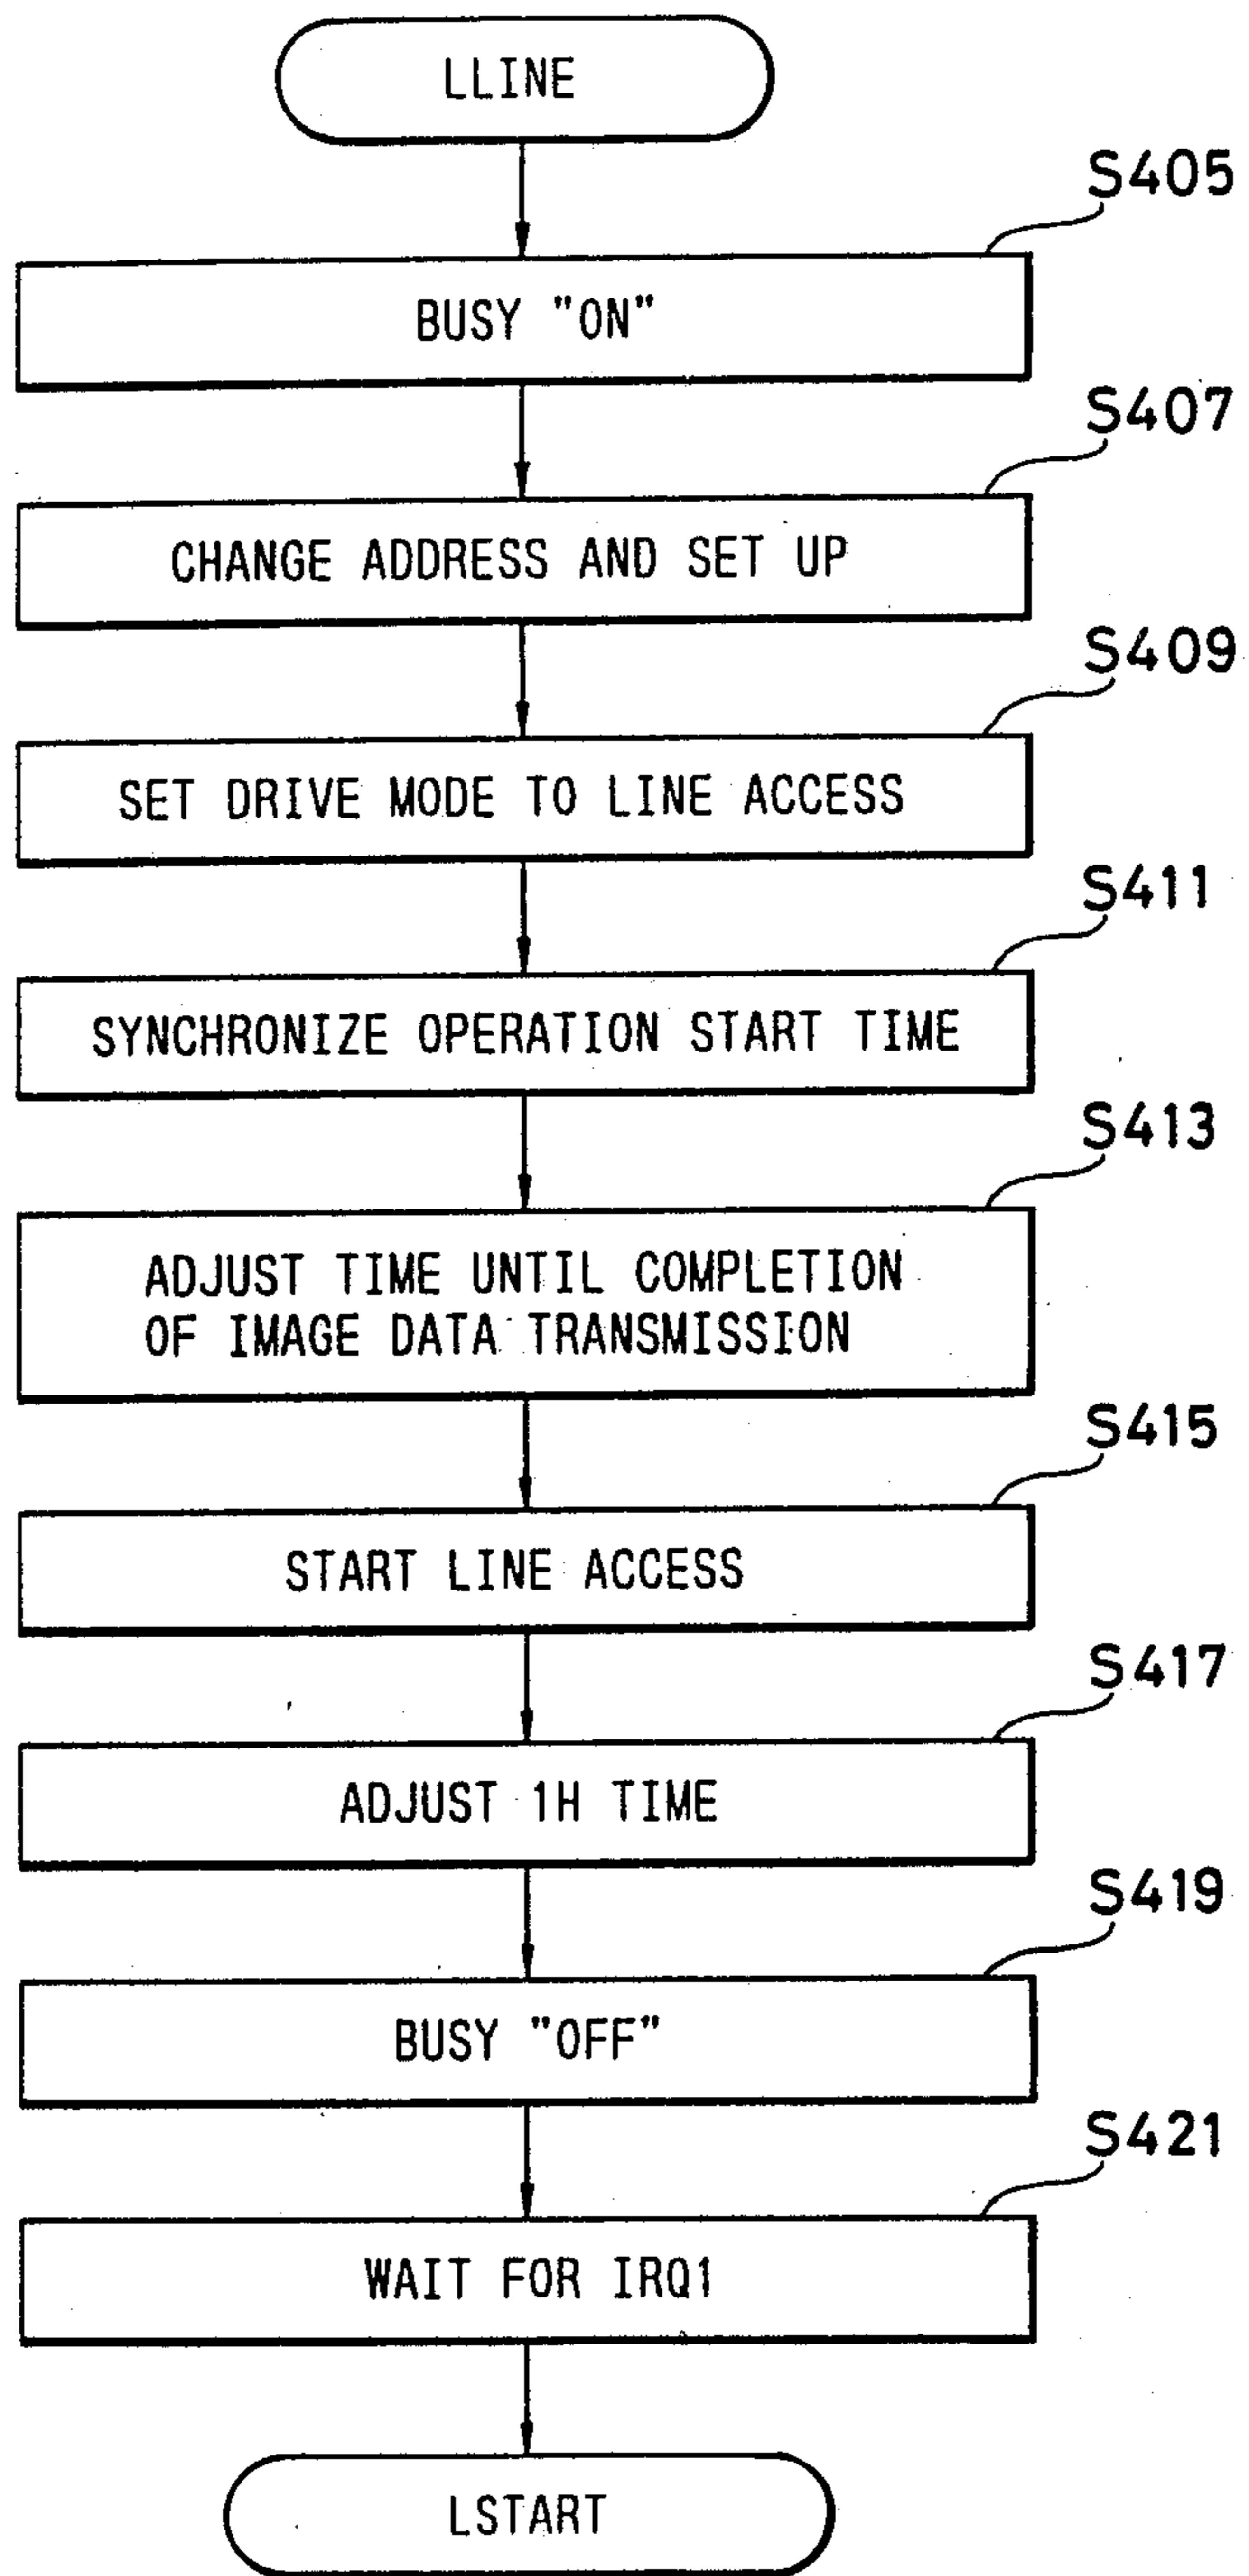 LLINE
S405
BUSY "ON"
S407
CHANGE ADDRESS AND SET UP
S409
SET DRIVE MODE TO LINE ACCESS
S411
SYNCHRONIZE OPERATION START TIME
S413
ADJUST TIME UNTIL COMPLETION
OF IMAGE DATA TRANSMISSION
S415
START LINE ACCESS
S417
ADJUST 1H TIME
S419
BUSY "OFF"
S421
WAIT FOR IRQ1
LSTART